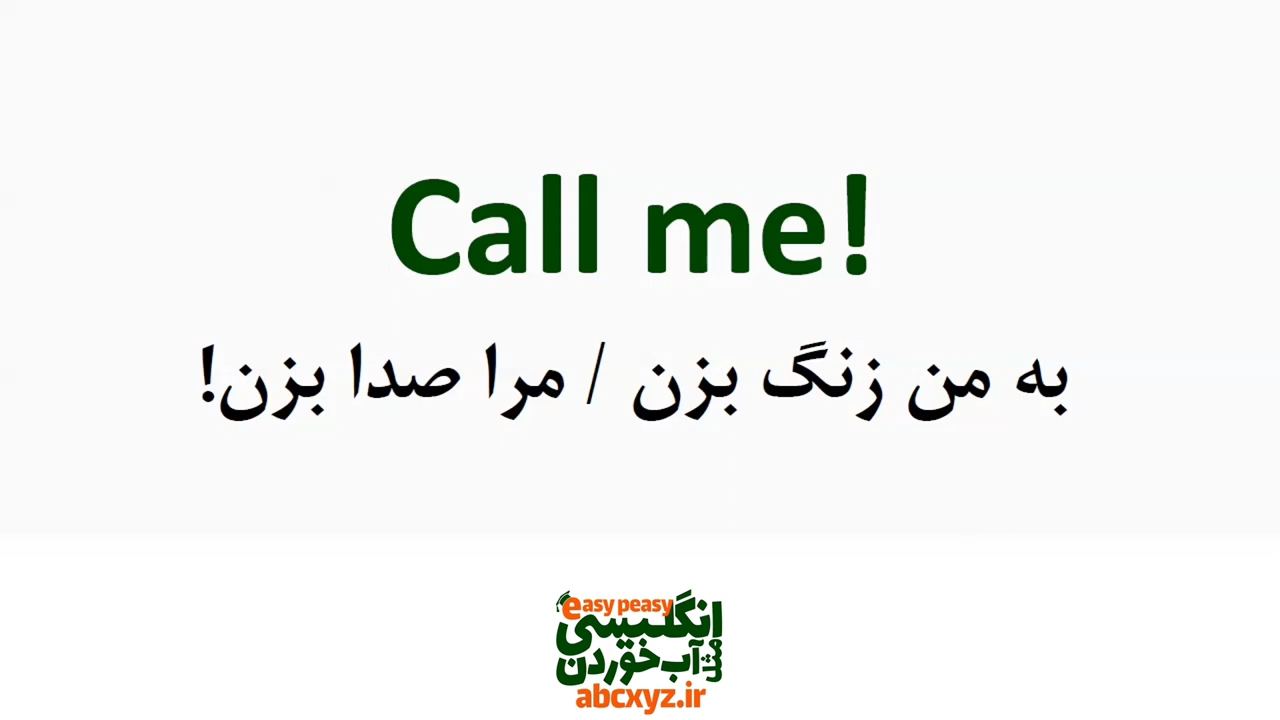 Call me!
به من زنگ بزن / مرا صدا بزن!
easy peasy
انگلیسی
مثل آب خوردن
abcxyz.ir